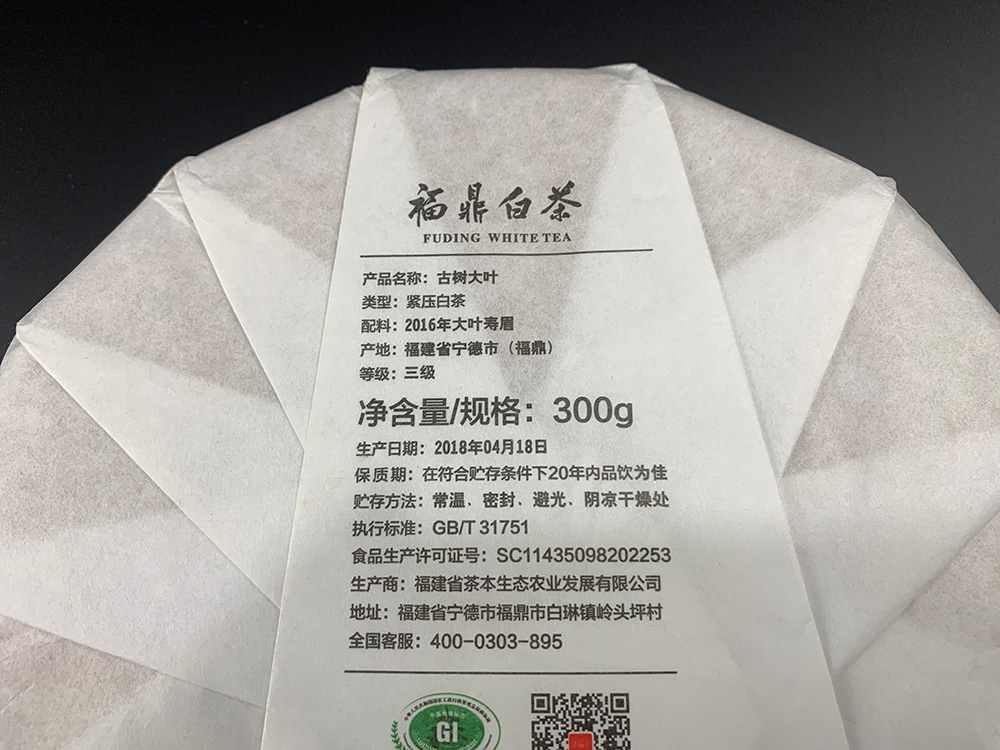 福鼎白茶
FUDING WHITE TEA
产品名称：古树大叶
类型：紧压白茶
配料：2016年大叶寿眉
产地：福建省宁德市（福鼎）
等级：三级
净含量/规格：300g
生产日期：2018年04月18日
保质期：在符合贮存条件下20年内品饮为佳
贮存方法：常温、密封、避光、阴凉干燥处
执行标准：GB/T 31751
食品生产许可证号：SC11435098202253
生产商：福建省茶本生态农业发展有限公司
地址：福建省宁德市福鼎市白琳镇岭头坪村
全国客服：400-0303-895
GI